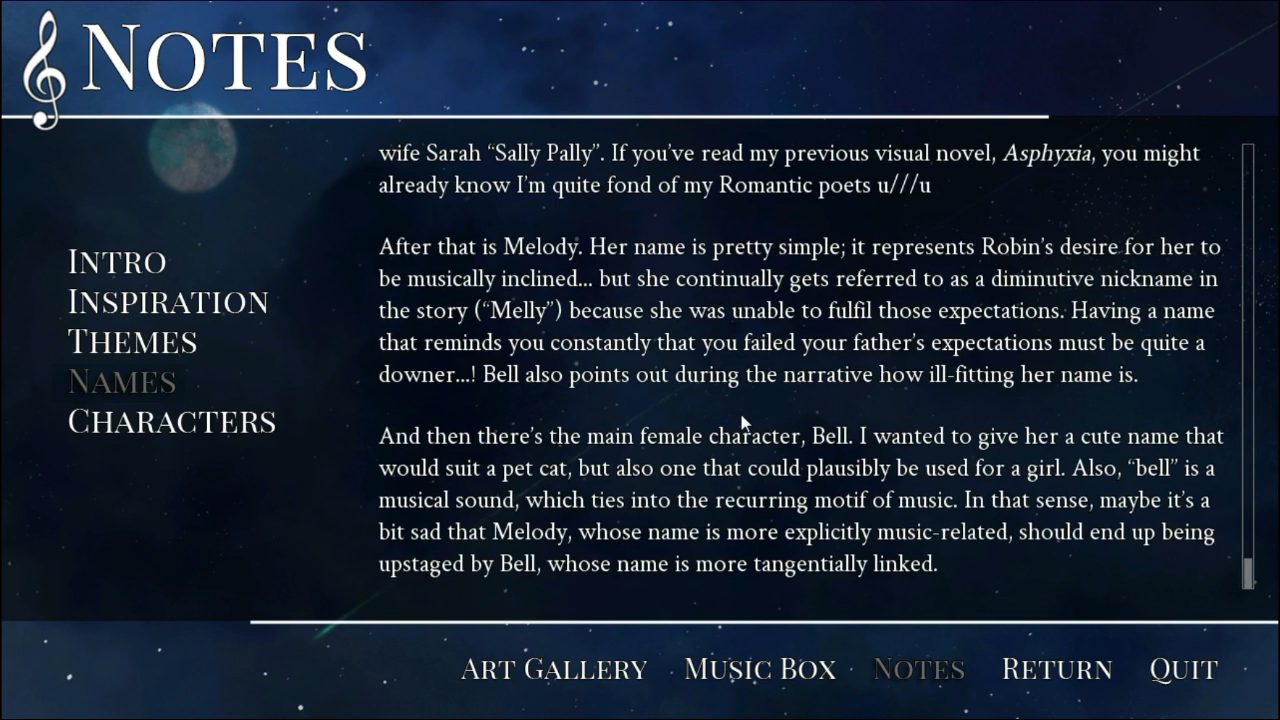 NOTES
wife Sarah “Sally Pally”. If you’ve read my previous visual novel, Asphyxia, you might
already know I’m quite fond of my Romantic poets u///u
After that is Melody. Her name is pretty simple; it represents Robin’s desire for her to
be musically inclined... but she continually gets referred to as a diminutive nickname in
the story (“Melly”) because she was unable to fulfil those expectations. Having a name
that reminds you constantly that you failed your father’s expectations must be quite a
downer...! Bell also points out during the narrative how ill-fitting her name is.
And then there’s the main female character, Bell. I wanted to give her a cute name that
would suit a pet cat, but also one that could plausibly be used for a girl. Also, “bell” is a
musical sound, which ties into the recurring motif of music. In that sense, maybe it’s a
bit sad that Melody, whose name is more explicitly music-related, should end up being
upstaged by Bell, whose name is more tangentially linked.
INTRO
INSPIRATION
THEMES
NAMES
CHARACTERS
ART GALLERY MUSIC BOX NOTES RETURN QUIT